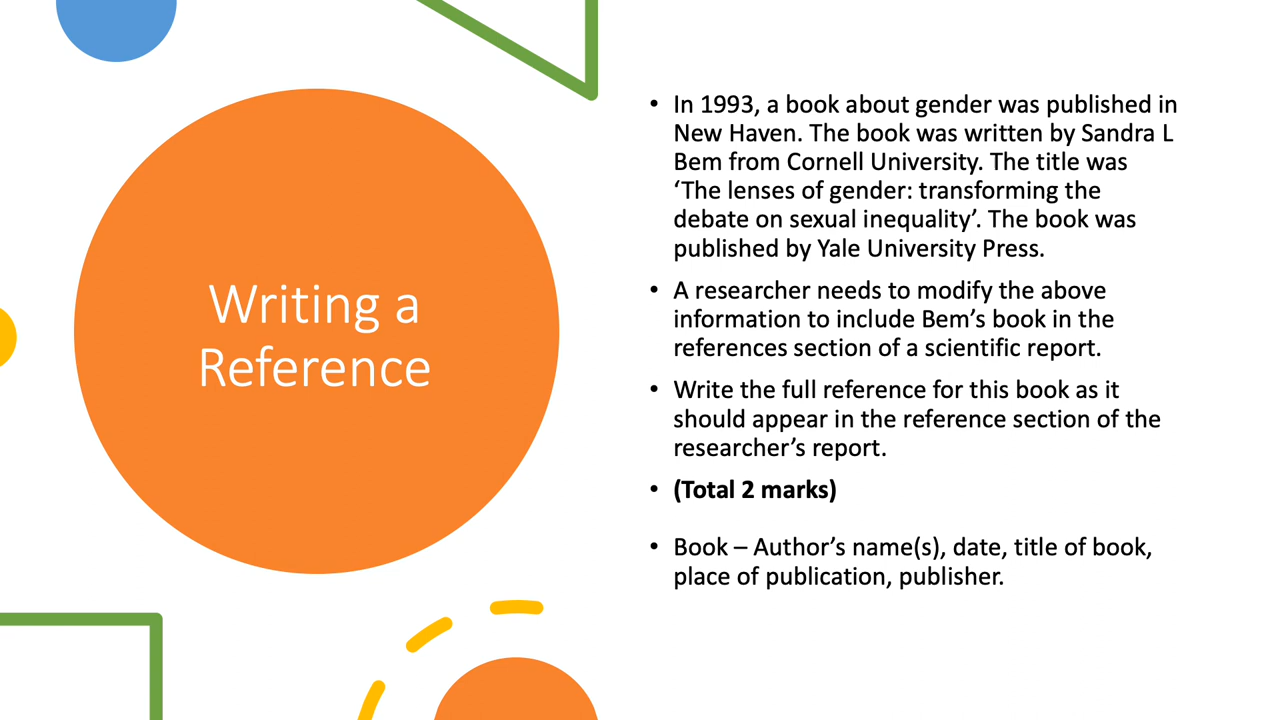 Writing a
Reference
• In 1993, a book about gender was published in
New Haven. The book was written by Sandra L
Bem from Cornell University. The title was
‘The lenses of gender: transforming the
debate on sexual inequality’. The book was
published by Yale University Press.
• A researcher needs to modify the above
information to include Bem’s book in the
references section of a scientific report.
• Write the full reference for this book as it
should appear in the reference section of the
researcher’s report.
• (Total 2 marks)
• Book – Author’s name(s), date, title of book,
place of publication, publisher.